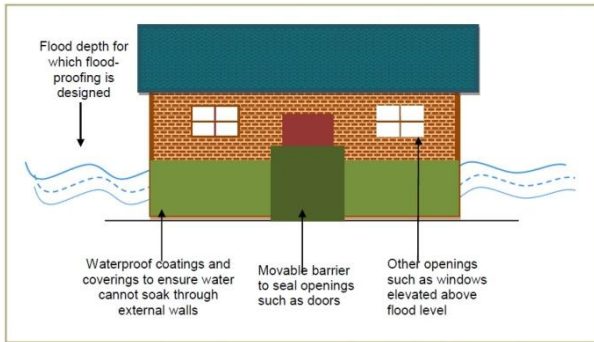 Flood depth for
which flood-
proofing is
designed
Waterproof coatings and
coverings to ensure water
cannot soak through
external walls
Movable barrier
to seal openings
such as doors
Other openings
such as windows
elevated above
flood level